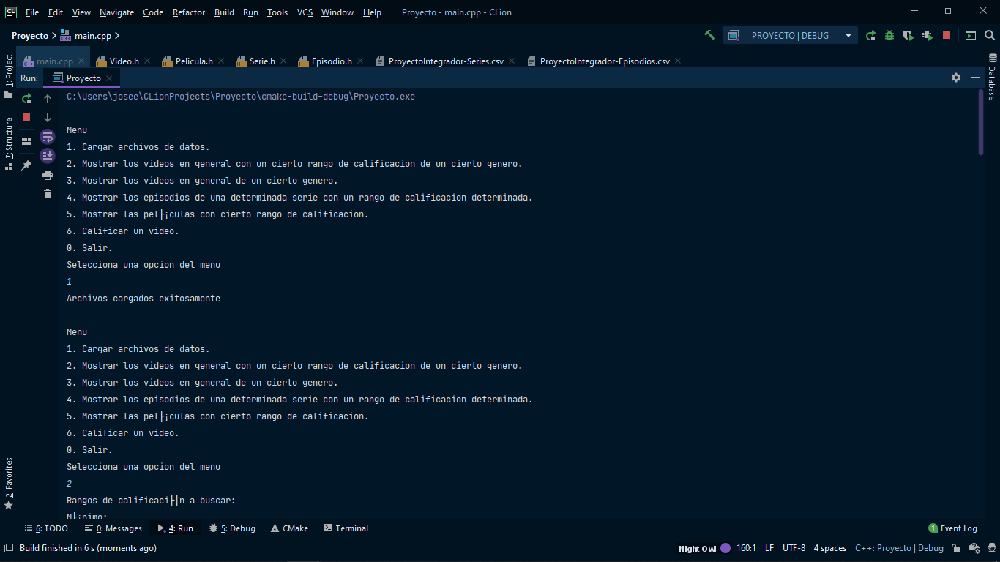 CL File Edit View Navigate Code Refactor Build Run Tools VCS Window Help Proyecto - main.cpp - CLion
Proyecto main.cpp PROYECTO | DEBUG
main.cpp Video.h Pelicula.h Serie.h Episodio.h ProyectoIntegrador-Series.csv ProyectoIntegrador-Episodios.csv
1: Project
7: Structure
2: Favorites
Database
Run: Proyecto
C:\Users\josee\CLionProjects\Proyecto\cmake-build-debug\Proyecto.exe
Menu
1. Cargar archivos de datos.
2. Mostrar los videos en general con un cierto rango de calificacion de un cierto genero.
3. Mostrar los videos en general de un cierto genero.
4. Mostrar los episodios de una determinada serie con un rango de calificacion determinada.
5. Mostrar las pel├¡culas con cierto rango de calificacion.
6. Calificar un video.
0. Salir.
Selecciona una opcion del menu
1
Archivos cargados exitosamente
Menu
1. Cargar archivos de datos.
2. Mostrar los videos en general con un cierto rango de calificacion de un cierto genero.
3. Mostrar los videos en general de un cierto genero.
4. Mostrar los episodios de una determinada serie con un rango de calificacion determinada.
5. Mostrar las pel├¡culas con cierto rango de calificacion.
6. Calificar un video.
0. Salir.
Selecciona una opcion del menu
2
Rangos de calificaci├│n a buscar:
M├¡nimo:
6: TODO 0: Messages 4: Run 5: Debug CMake Terminal 1 Event Log
Build finished in 6 s (moments ago) Night Owl 160:1 LF UTF-8 4 spaces C++: Proyecto | Debug